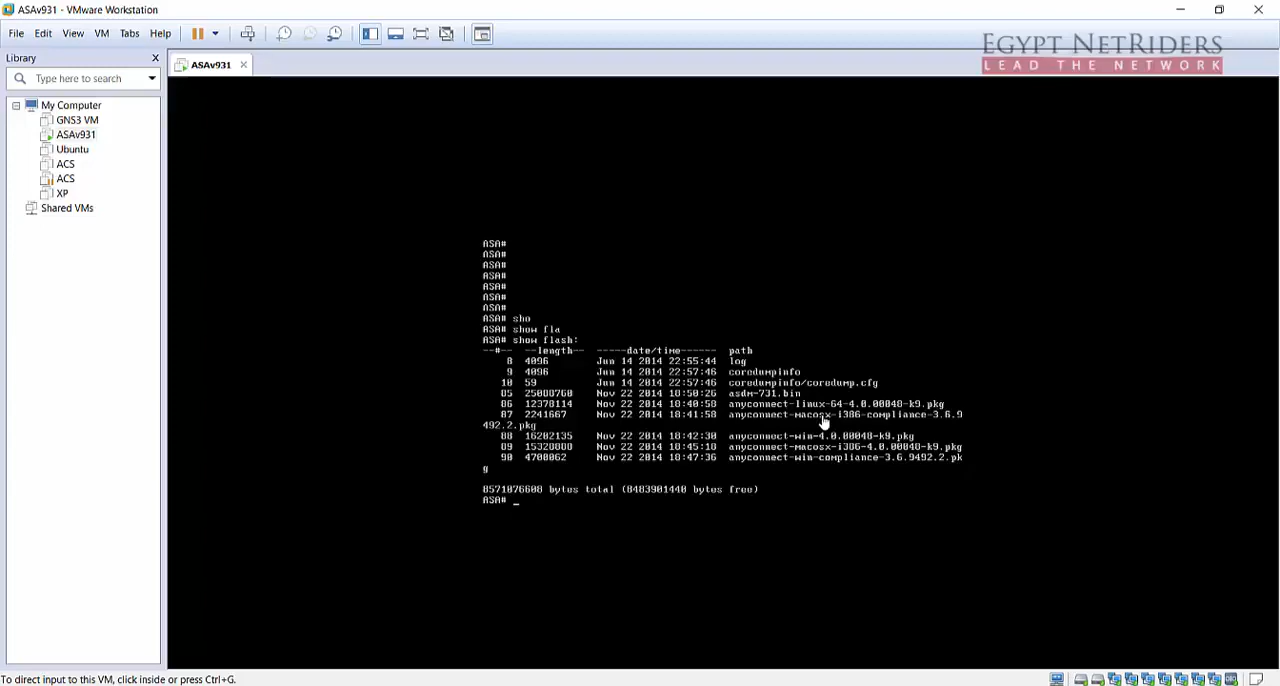 ASAv931 - VMware Workstation
File Edit View VM Tabs Help
EGYPT NETRIDERS
LEAD THE NETWORK
Library
Type here to search
My Computer
GNS3 VM
ASAv931
Ubuntu
ACS
ACS
XP
Shared VMs
ASAv931
ASA#
ASA#
ASA#
ASA#
ASA#
ASA#
ASA#
ASA# sho
ASA# show fla
ASA# show flash:
--#-- --length-- -----date/time------ path
8 4096 Jun 14 2014 22:55:44 log
9 4096 Jun 14 2014 22:57:46 coredumpinfo
10 59 Jun 14 2014 22:57:46 coredumpinfo/coredump.cfg
85 25088760 Nov 22 2014 18:50:26 asdm-731.bin
86 12378114 Nov 22 2014 18:40:58 anyconnect-linux-64-4.0.00048-k9.pkg
87 2241667 Nov 22 2014 18:41:58 anyconnect-macosx-i386-compliance-3.6.9
492.2.pkg
88 16202135 Nov 22 2014 18:42:30 anyconnect-win-4.0.00048-k9.pkg
89 15328808 Nov 22 2014 18:45:18 anyconnect-macosx-i386-4.0.00048-k9.pkg
90 4700062 Nov 22 2014 18:47:36 anyconnect-win-compliance-3.6.9492.2.pk
g
8571076608 bytes total (8483901440 bytes free)
ASA# _
To direct input to this VM, click inside or press Ctrl+G.